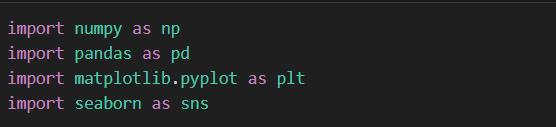 import numpy as np
import pandas as pd
import matplotlib.pyplot as plt
import seaborn as sns